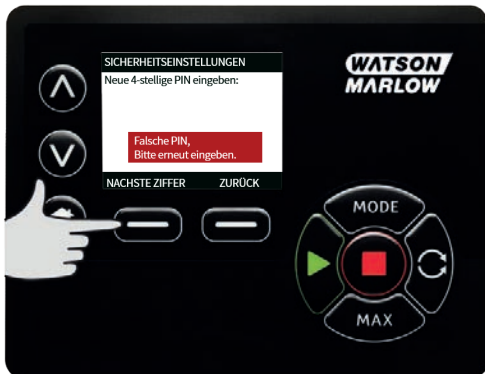 SICHERHEITSEINSTELLUNGEN
Neue 4-stellige PIN eingeben:
Falsche PIN,
Bitte erneut eingeben.
NACHSTE ZIFFER ZURÜCK
WATSON
MARLOW
MODE
MAX